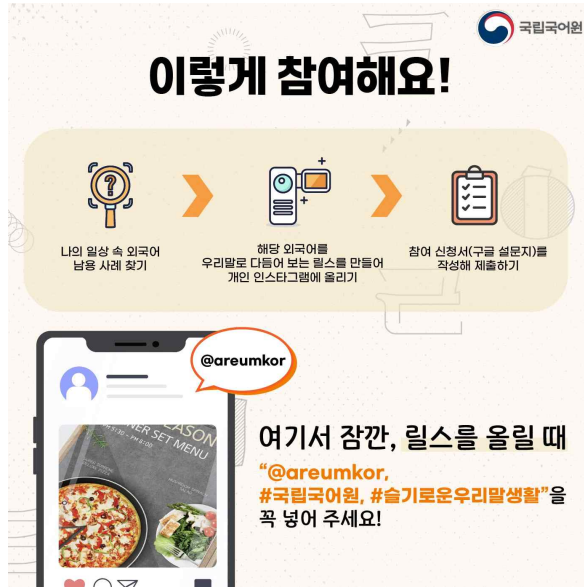 국립국어원
이렇게 참여해요!
나의 일상 속 외국어
남용 사례 찾기
해당 외국어를
우리말로 다듬어 보는 릴스를 만들어
개인 인스타그램에 올리기
참여 신청서(구글 설문지)를
작성해 제출하기
@areumkor
SEASON
NER SET MENU
여기서 잠깐, 릴스를 올릴 때
“@areumkor,
#국립국어원, #슬기로운우리말생활”을
꼭 넣어 주세요!